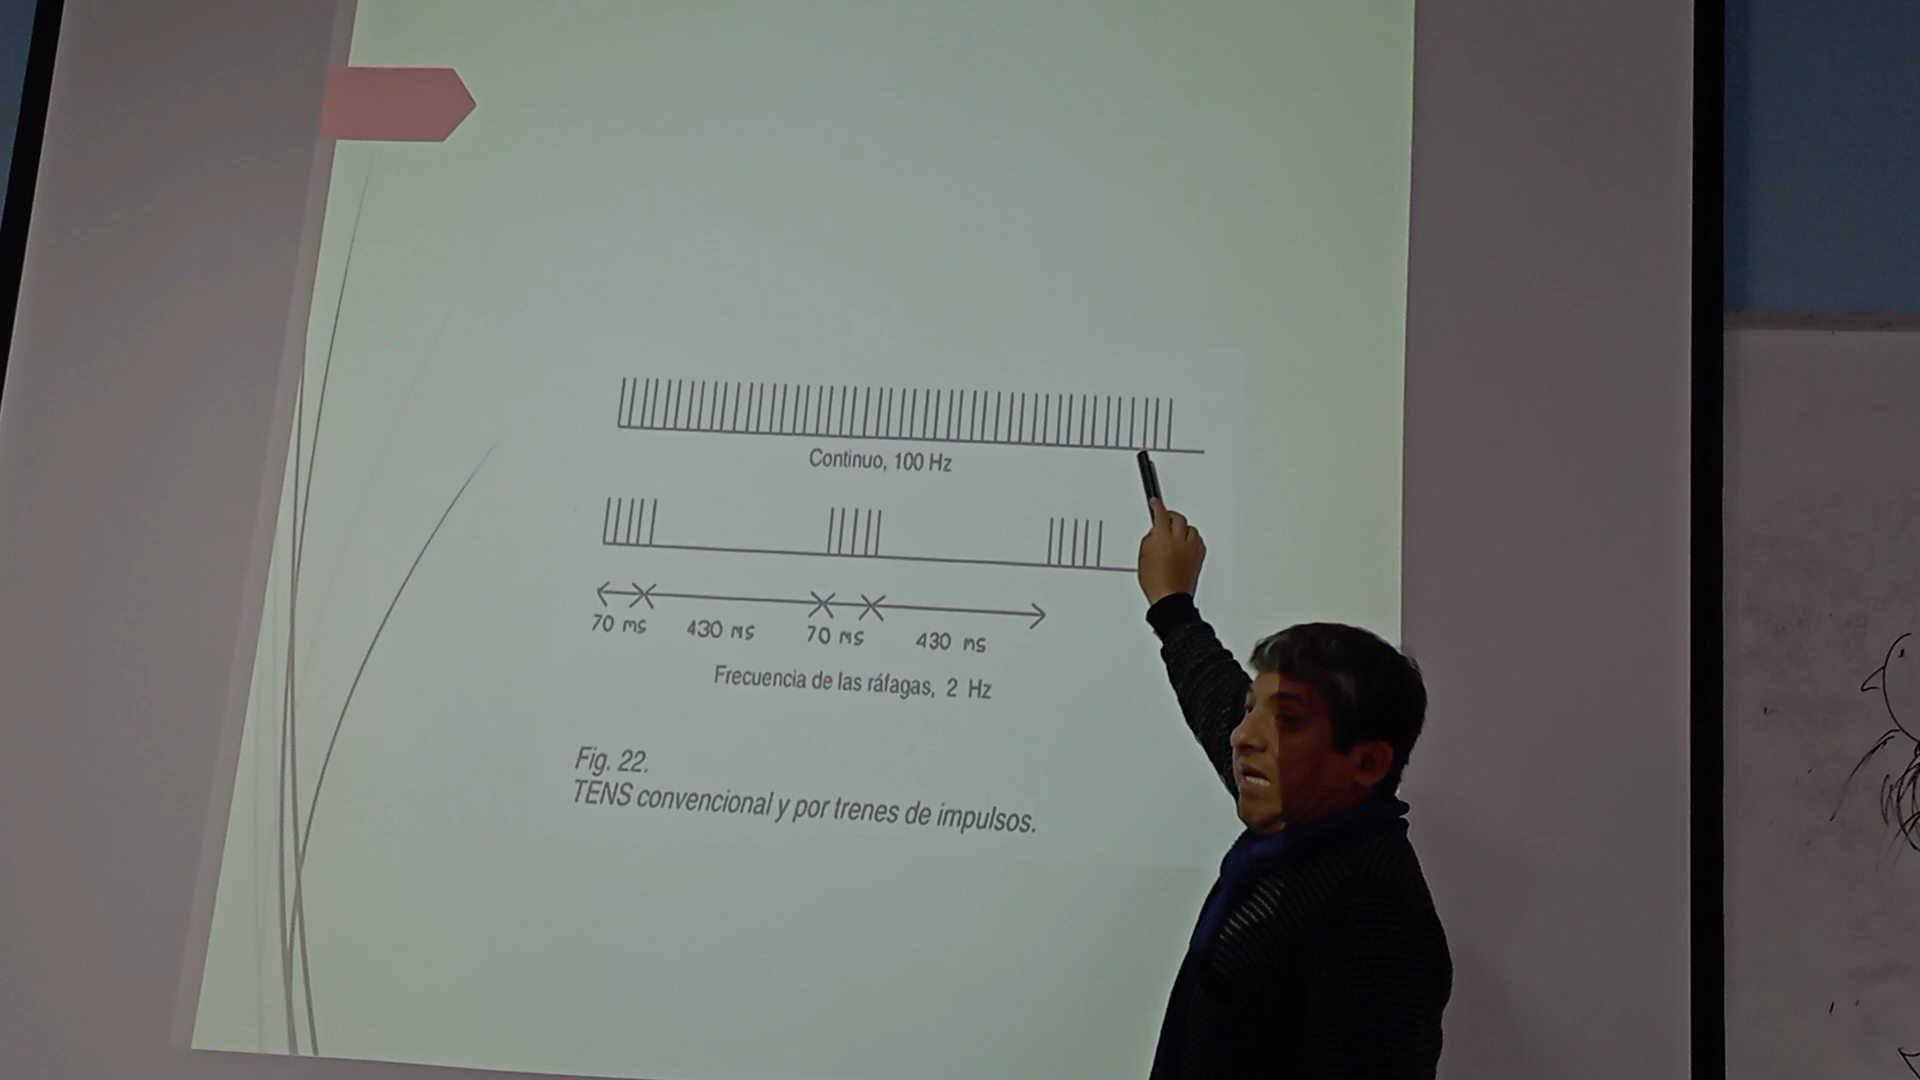 Continuo, 100 Hz
70 ms 430 ms 70 ms 430 ms
Frecuencia de las ráfagas, 2 Hz
Fig. 22.
TENS convencional y por trenes de impulsos.